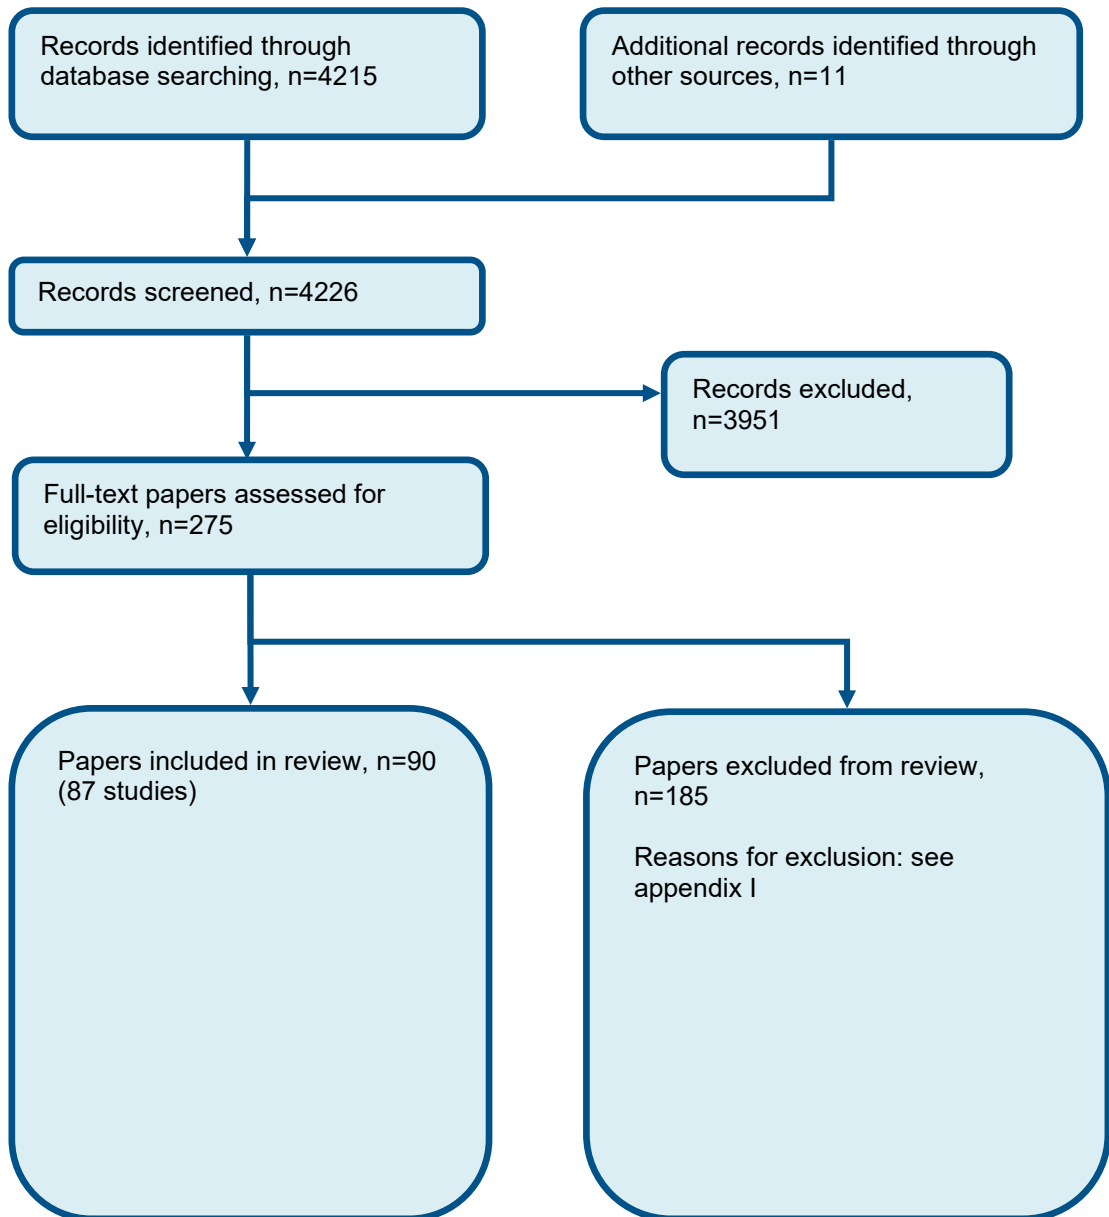 Records identified through
database searching, n=4215
Additional records identified through
other sources, n=11
Records screened, n=4226
Records excluded,
n=3951
Full-text papers assessed for
eligibility, n=275
Papers included in review, n=90
(87 studies)
Papers excluded from review,
n=185
Reasons for exclusion: see
appendix I